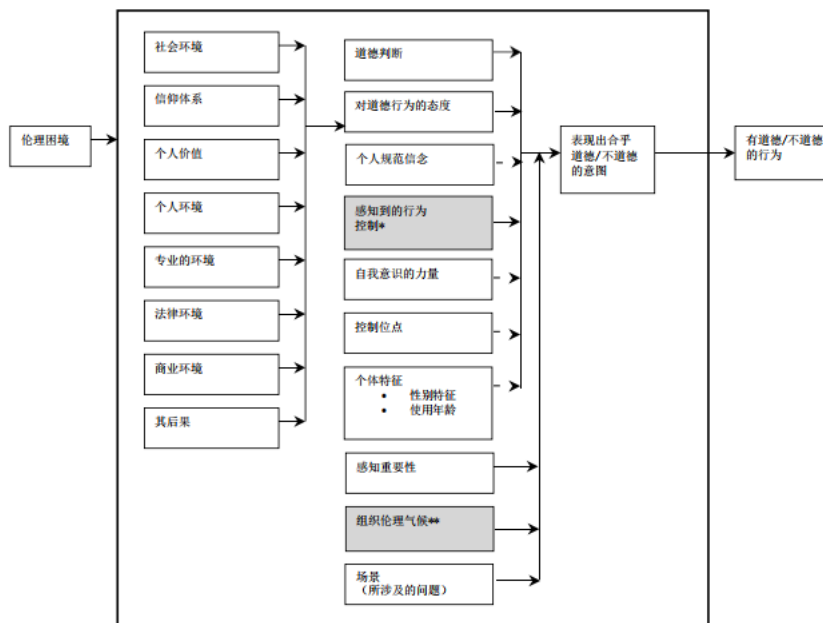 伦理困境
社会环境
信仰体系
个人价值
个人环境
专业的环境
法律环境
商业环境
其后果
道德判断
对道德行为的态度
个人规范信念
感知到的行为
控制*
自我意识的力量
控制位点
个体特征
• 性别特征
• 使用年龄
感知重要性
组织伦理气候**
场景
（所涉及的问题）
表现出合乎
道德/不道德
的意图
有道德/不道德
的行为